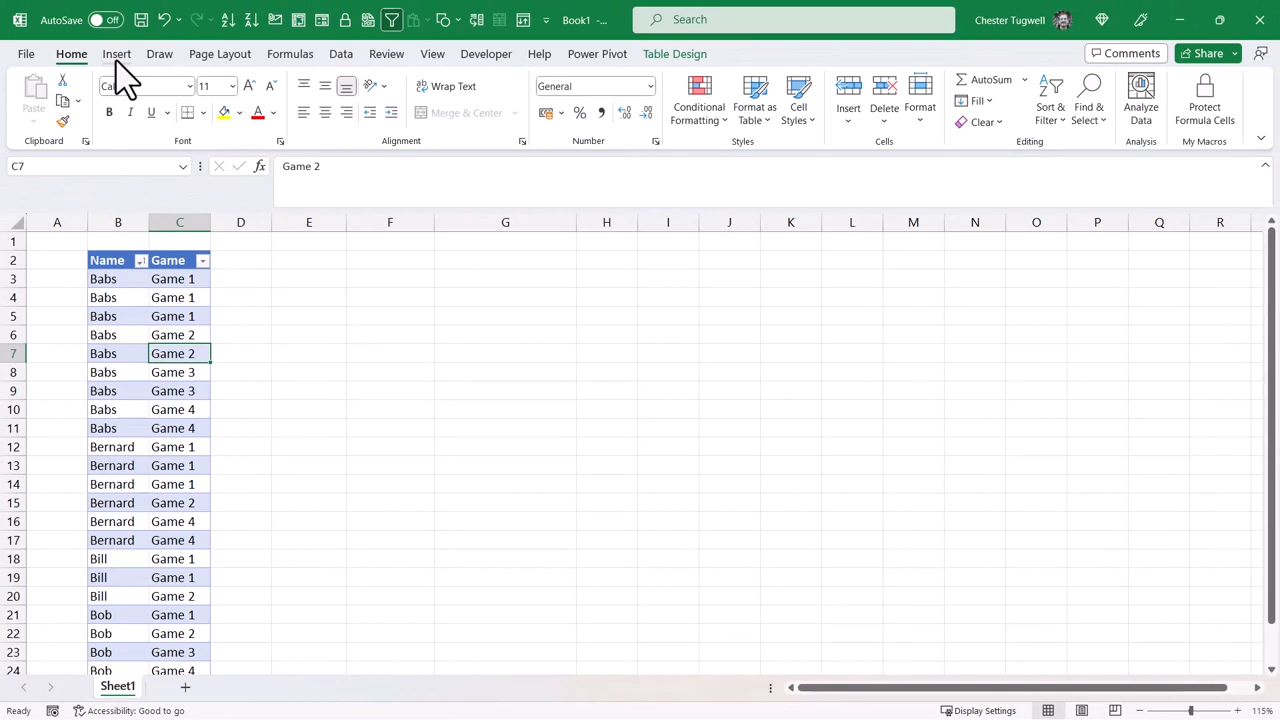 AutoSave Off Book1 -... Search Chester Tugwell
File Home Insert Draw Page Layout Formulas Data Review View Developer Help Power Pivot Table Design Comments Share
Paste 11 Wrap Text General AutoSum
B I U A Merge & Center % Conditional Formatting Format as Table Cell Styles Insert Delete Format Fill Clear Sort & Filter Find & Select Analyze Data Protect Formula Cells
Clipboard Font Alignment Number Styles Cells Editing Analysis My Macros
C7 fx Game 2
A B C D E F G H I J K L M N O P Q R
1
2 Name Game
3 Babs Game 1
4 Babs Game 1
5 Babs Game 1
6 Babs Game 2
7 Babs Game 2
8 Babs Game 3
9 Babs Game 3
10 Babs Game 4
11 Babs Game 4
12 Bernard Game 1
13 Bernard Game 1
14 Bernard Game 1
15 Bernard Game 2
16 Bernard Game 4
17 Bernard Game 4
18 Bill Game 1
19 Bill Game 1
20 Bill Game 2
21 Bob Game 1
22 Bob Game 2
23 Bob Game 3
24 Bob Game 4
Sheet1
Ready Accessibility: Good to go Display Settings 115%